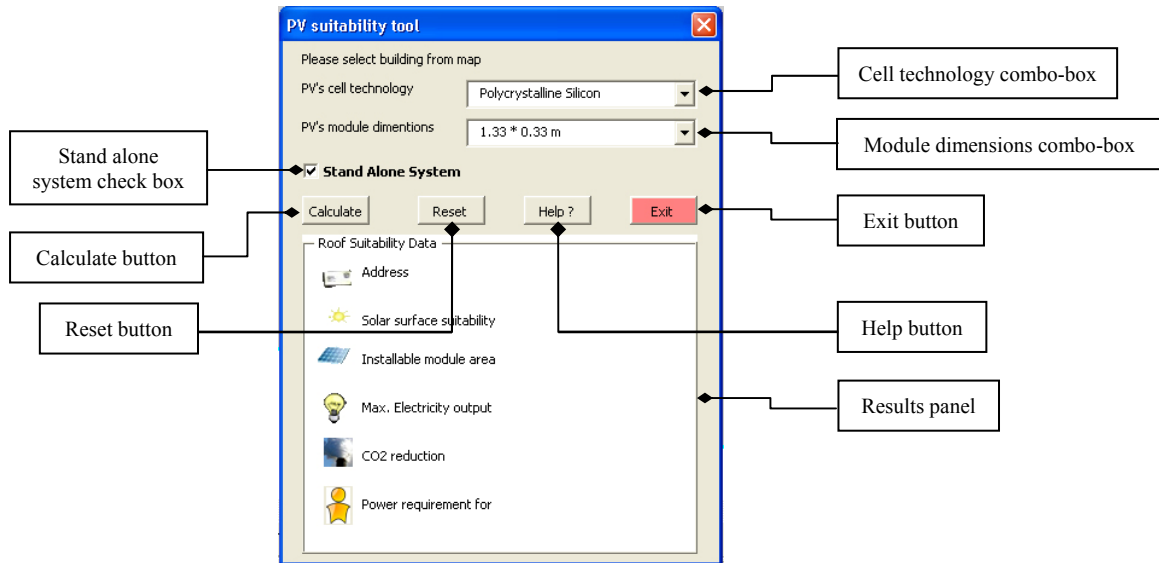 PV suitability tool
Please select building from map
PV's cell technology
Polycrystalline Silicon
Cell technology combo-box
PV's module dimentions
1.33 * 0.33 m
Module dimensions combo-box
Stand alone
system check box
Stand Alone System
Calculate
Reset
Help ?
Exit
Exit button
Calculate button
Roof Suitability Data
Address
Reset button
Solar surface suitability
Help button
Installable module area
Max. Electricity output
Results panel
CO2 reduction
Power requirement for